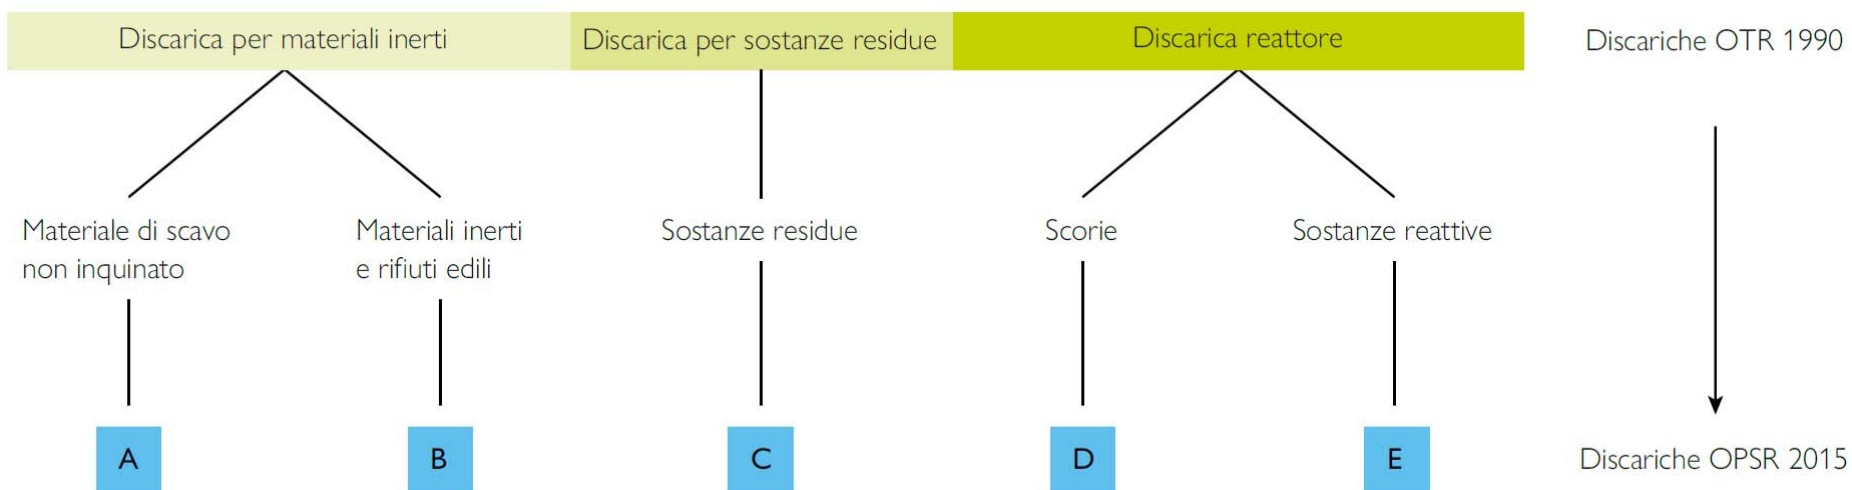 Discarica per materiali inerti
Discarica per sostanze residue
Discarica reattore
Discariche OTR 1990
Materiale di scavo
non inquinato
Materiali inerti
e rifiuti edili
Sostanze residue
Scorie
Sostanze reattive
A
B
C
D
E
Discariche OPSR 2015